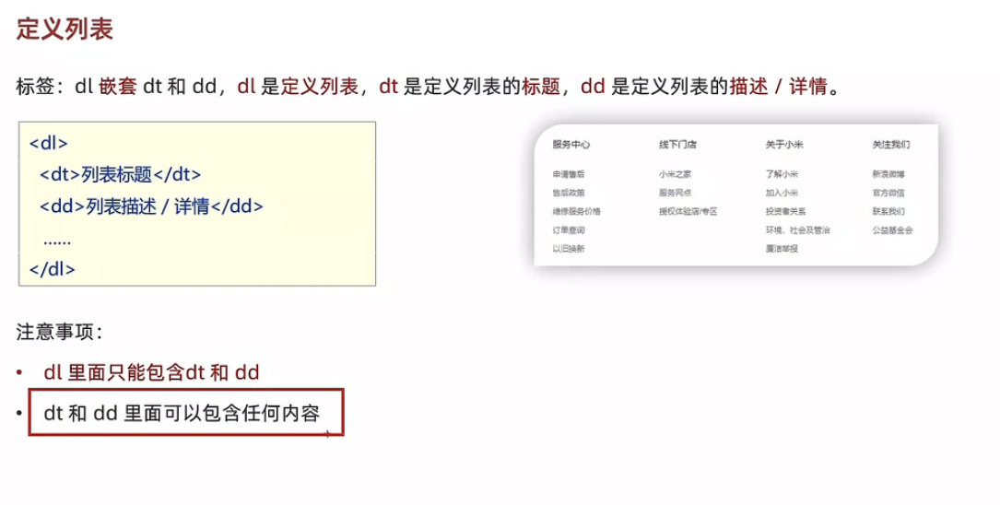 定义列表
标签：dl 嵌套 dt 和 dd，dl 是定义列表，dt 是定义列表的标题，dd 是定义列表的描述 / 详情。
<dl>
<dt>列表标题</dt>
<dd>列表描述 / 详情</dd>
……
</dl>
服务中心 线下门店 关于小米 关注我们
申请售后 小米之家 了解小米 新浪微博
售后政策 服务网点 加入小米 官方微信
维修服务价格 授权体验店/专区 投资者关系 联系我们
订单查询 环境、社会及管治 公益基金会
以旧换新 廉洁举报
注意事项：
• dl 里面只能包含dt 和 dd
• dt 和 dd 里面可以包含任何内容